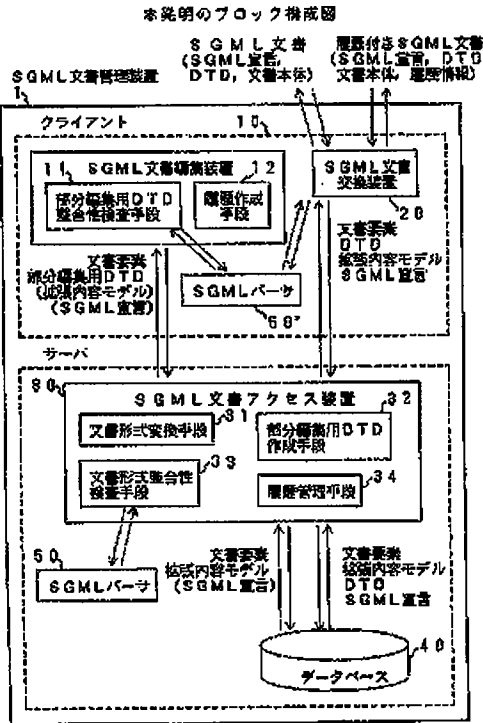 本発明のブロック構成図
SGML文書
(SGML宣言,
DTD, 文書本体)
履歴付きSGML文書
(SGML宣言, DTD
文書本体, 履歴情報)
SGML文書管理装置
1
クライアント
10
11
SGML文書編集装置
12
部分編集用DTD
整合性検査手段
履歴作成
手段
SGML文書
交換装置
20
文書要素
部分編集用DTD
(拡張内容モデル)
(SGML宣言)
SGMLパーサ
50'
文書要素
DTD
拡張内容モデル
SGML宣言
サーバ
30
SGML文書アクセス装置
31
文書形式変換手段
32
部分編集用DTD
作成手段
33
文書形式整合性
検査手段
34
履歴管理手段
50
SGMLパーサ
文書要素
拡張内容モデル
(SGML宣言)
文書要素
拡張内容モデル
DTD
SGML宣言
40
データベース